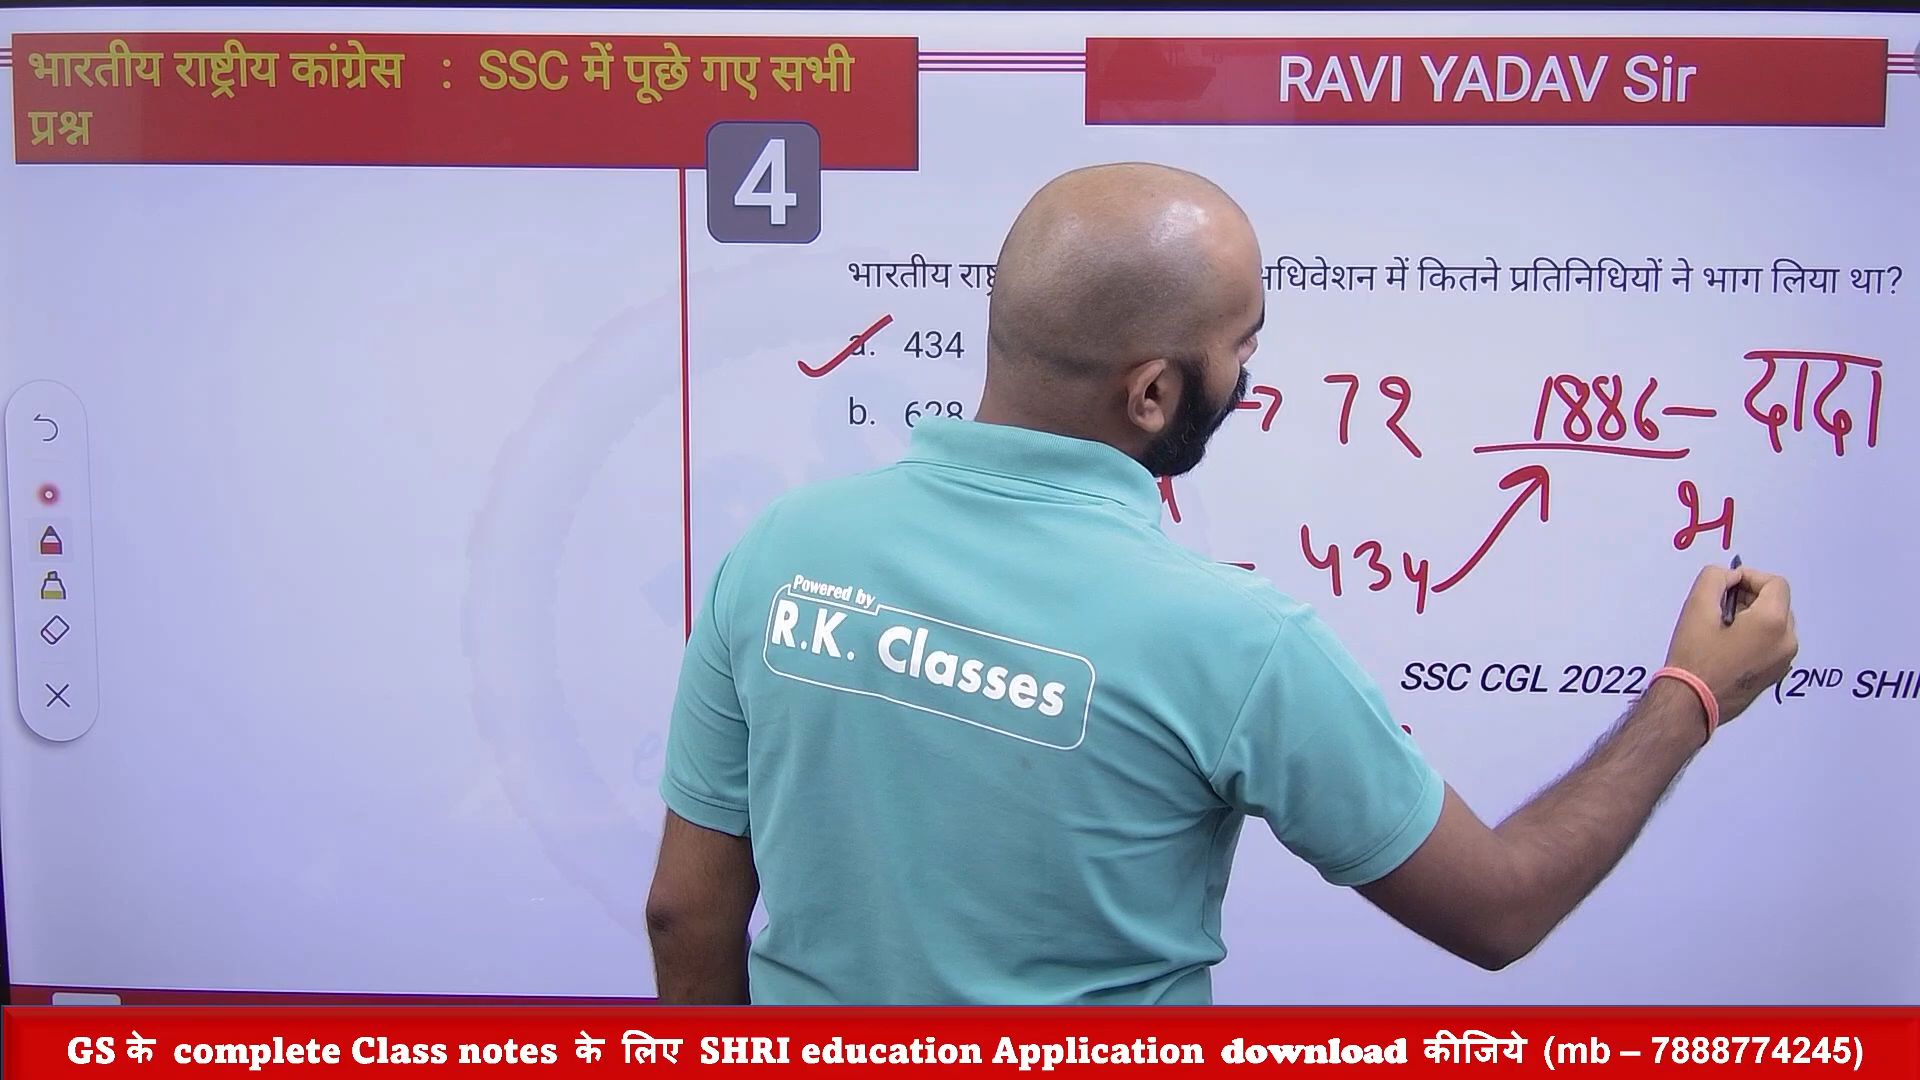 भारतीय राष्ट्रीय कांग्रेस : SSC में पूछे गए सभी
प्रश्न
RAVI YADAV Sir
4
भारतीय अधिवेशन में कितने प्रतिनिधियों ने भाग लिया था?
a. 434
b. 628
→ 72 1886 – दादा
434
SSC CGL 2022 (2ND
Powered by
R.K. Classes
GS के complete Class notes के लिए SHRI education Application download कीजिये (mb – 7888774245)